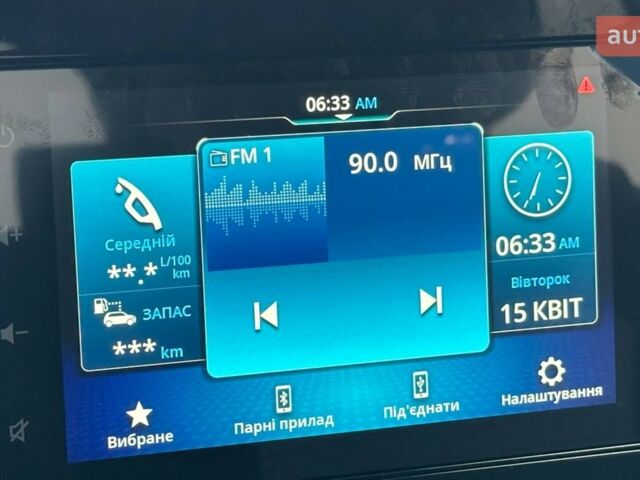 auto
06:33 AM
FM 1
90.0 МГц
Середній
**.* L/100 km
ЗАПАС
*** km
06:33 AM
Вівторок
15 КВІТ
Вибране
Парні прилад
Під'єднати
Налаштування